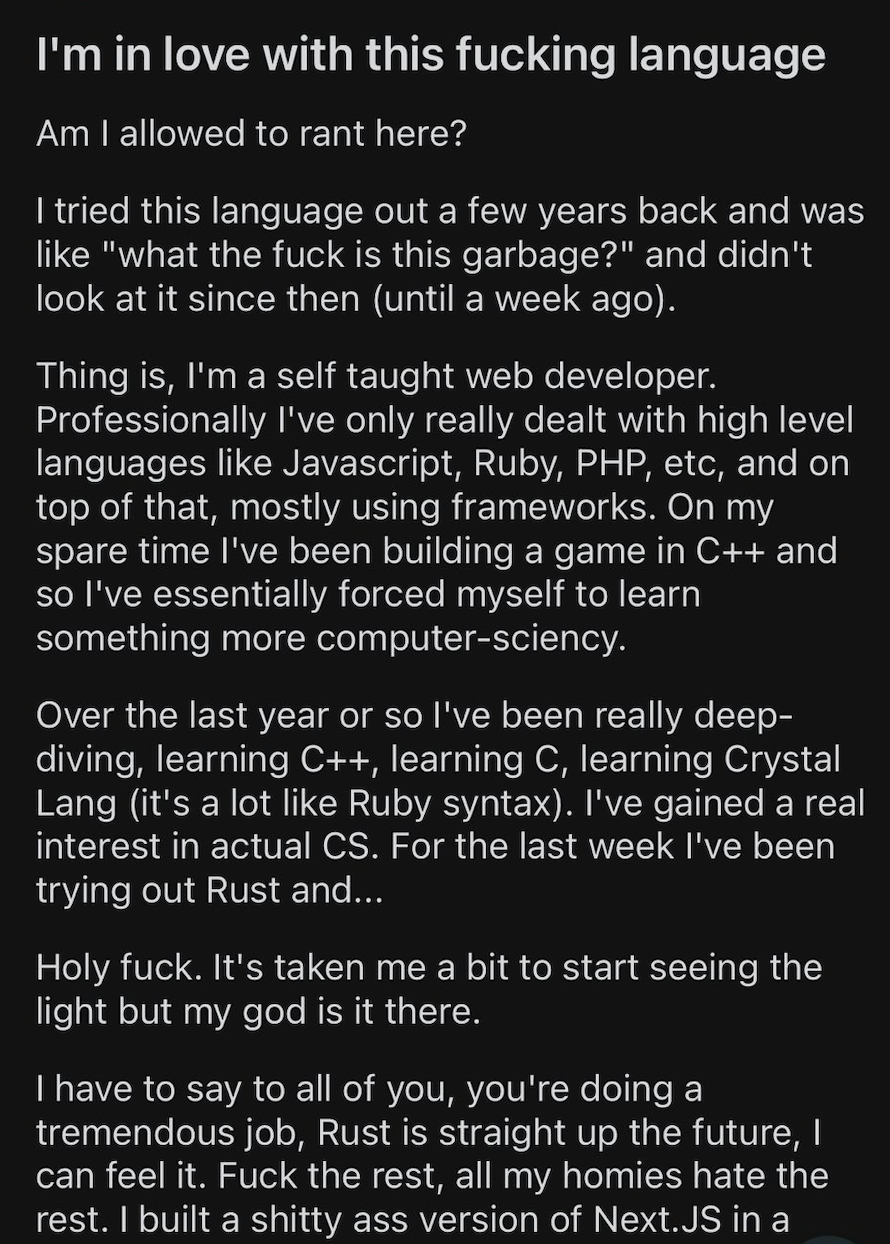 I'm in love with this fucking language
Am I allowed to rant here?
I tried this language out a few years back and was
like "what the fuck is this garbage?" and didn't
look at it since then (until a week ago).
Thing is, I'm a self taught web developer.
Professionally I've only really dealt with high level
languages like Javascript, Ruby, PHP, etc, and on
top of that, mostly using frameworks. On my
spare time I've been building a game in C++ and
so I've essentially forced myself to learn
something more computer-sciency.
Over the last year or so I've been really deep-
diving, learning C++, learning C, learning Crystal
Lang (it's a lot like Ruby syntax). I've gained a real
interest in actual CS. For the last week I've been
trying out Rust and...
Holy fuck. It's taken me a bit to start seeing the
light but my god is it there.
I have to say to all of you, you're doing a
tremendous job, Rust is straight up the future, I
can feel it. Fuck the rest, all my homies hate the
rest. I built a shitty ass version of Next.JS in a